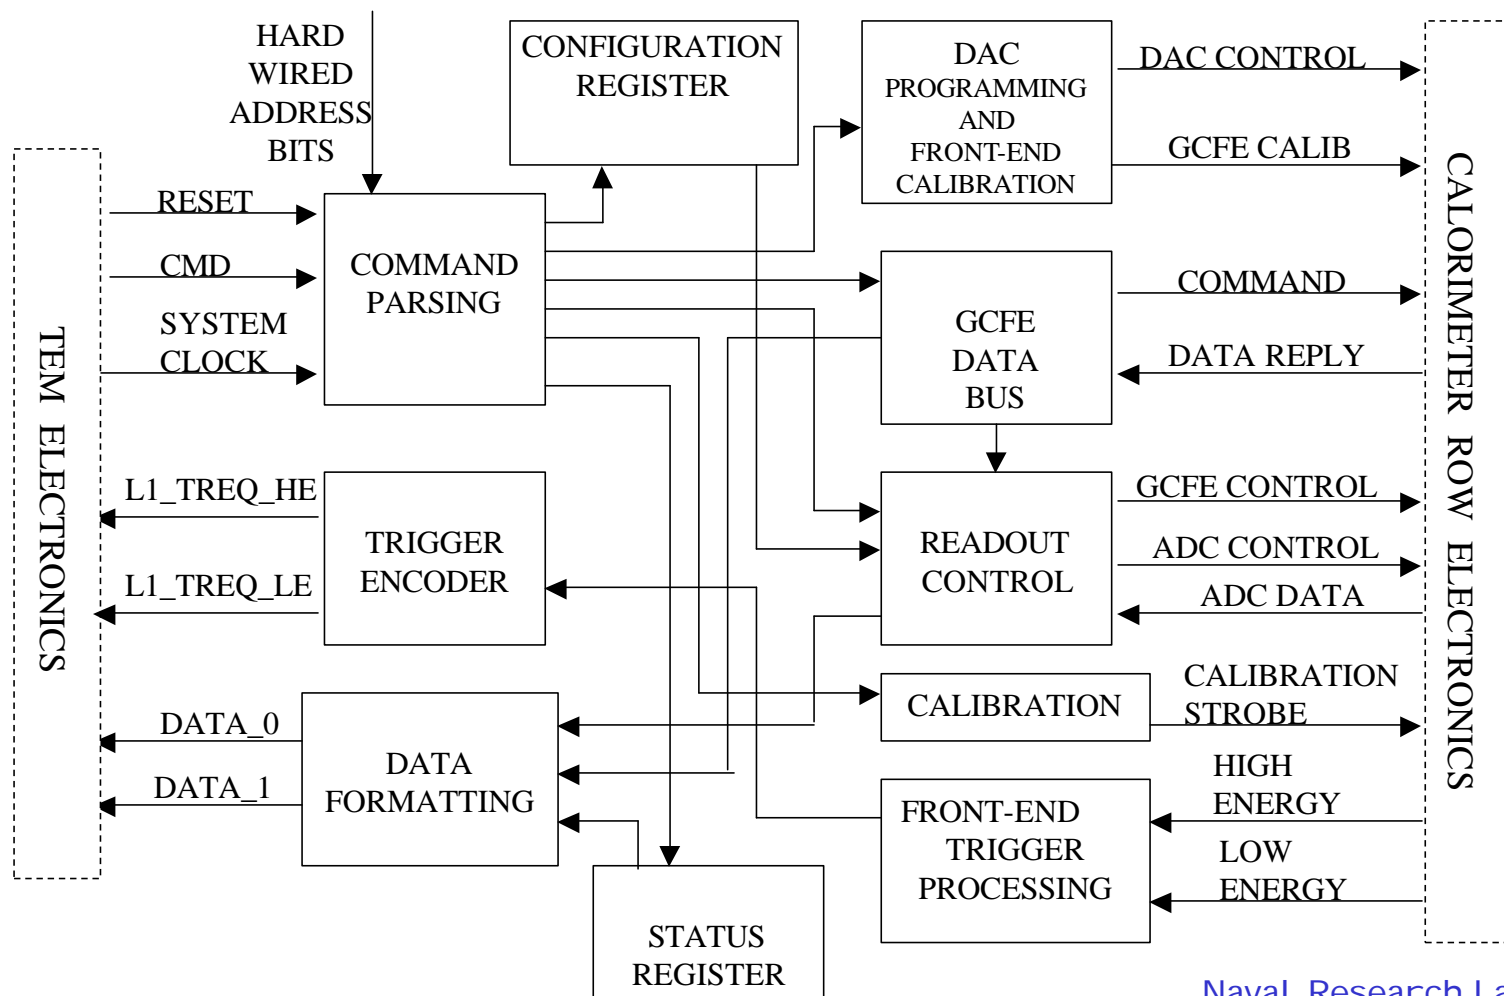 HARD
WIRED
ADDRESS
BITS
CONFIGURATION
REGISTER
DAC
PROGRAMMING
AND
FRONT-END
CALIBRATION
DAC CONTROL
GCFE CALIB
TEM ELECTRONICS
RESET
CMD
SYSTEM
CLOCK
COMMAND
PARSING
GCFE
DATA
BUS
COMMAND
DATA REPLY
CALORIMETER ROW ELECTRONICS
L1_TREQ_HE
L1_TREQ_LE
TRIGGER
ENCODER
READOUT
CONTROL
GCFE CONTROL
ADC CONTROL
ADC DATA
DATA_0
DATA_1
DATA
FORMATTING
CALIBRATION
CALIBRATION
STROBE
FRONT-END
TRIGGER
PROCESSING
HIGH
ENERGY
LOW
ENERGY
STATUS
REGISTER
Naval Research La